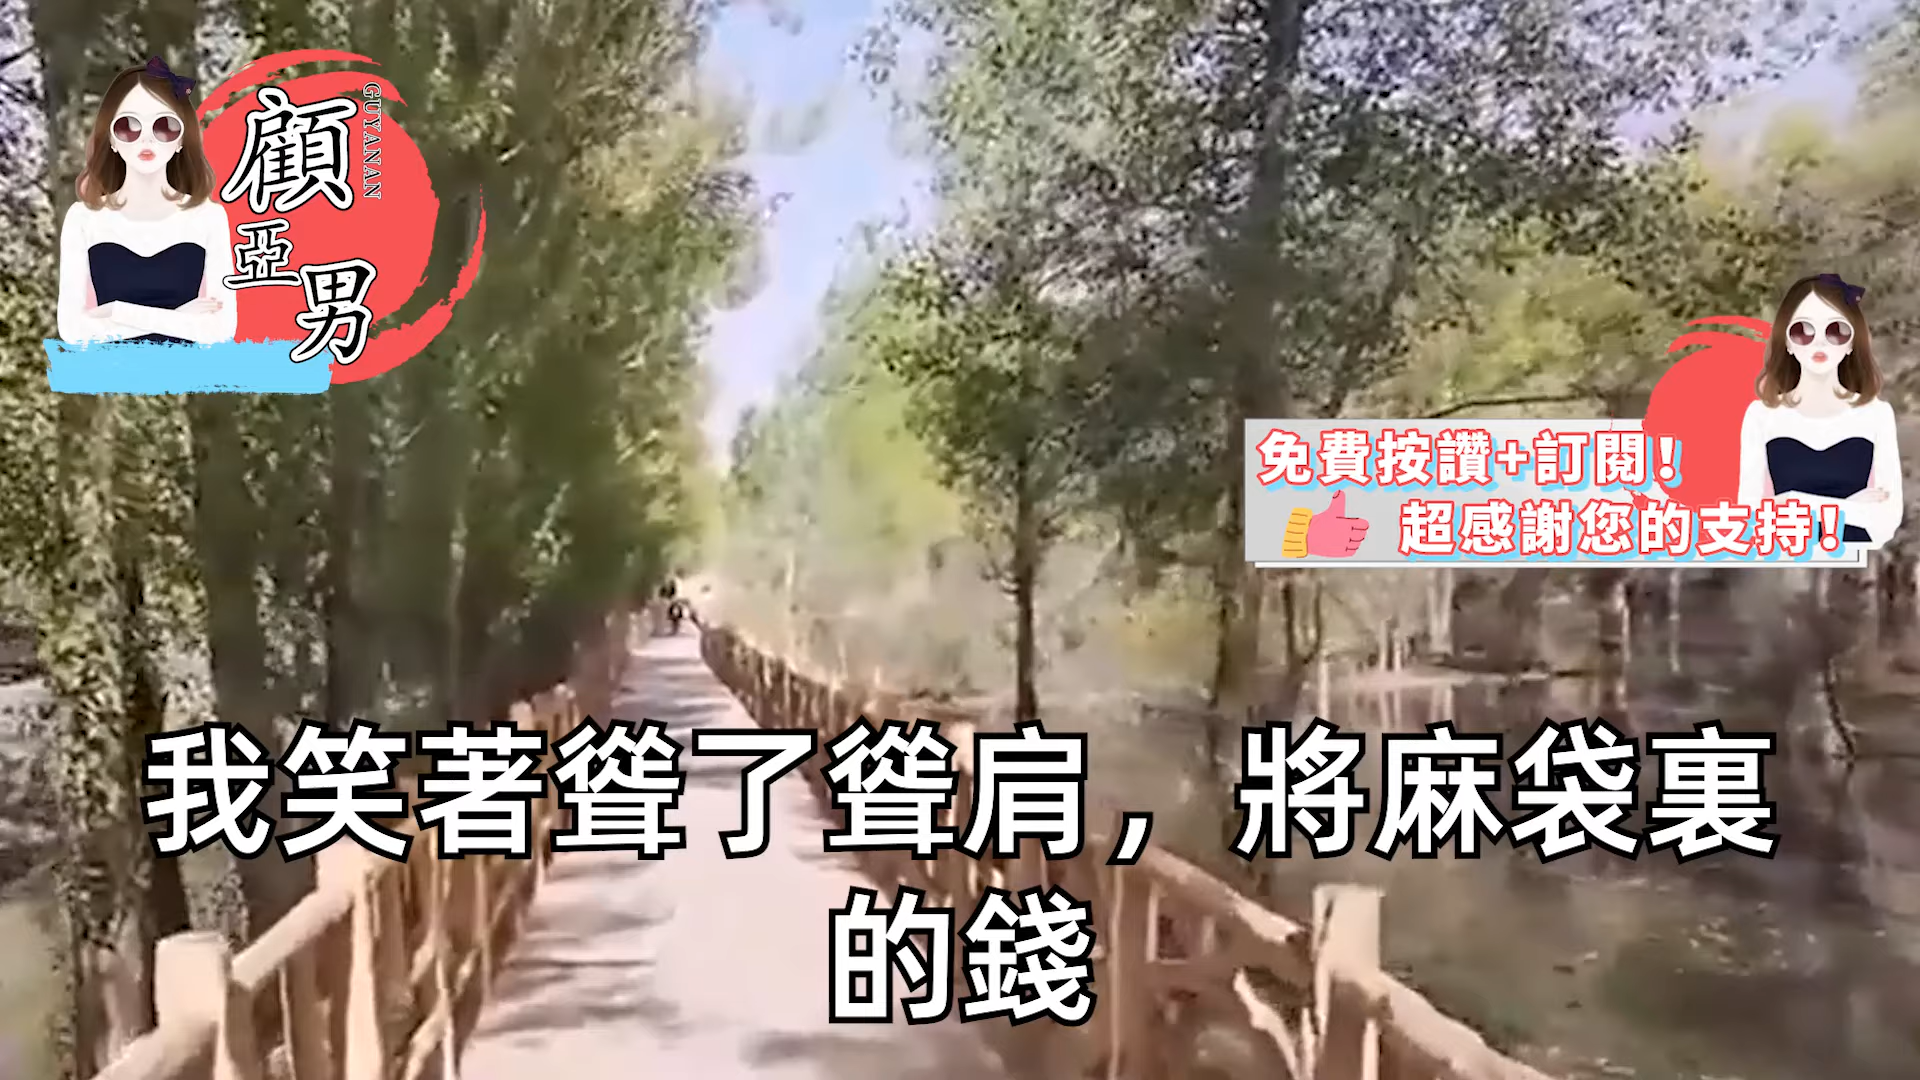 顧
亞
男
GUYANAN
免費按讚+訂閱!
超感謝您的支持!
我笑著聳了聳肩，將麻袋裏
的錢